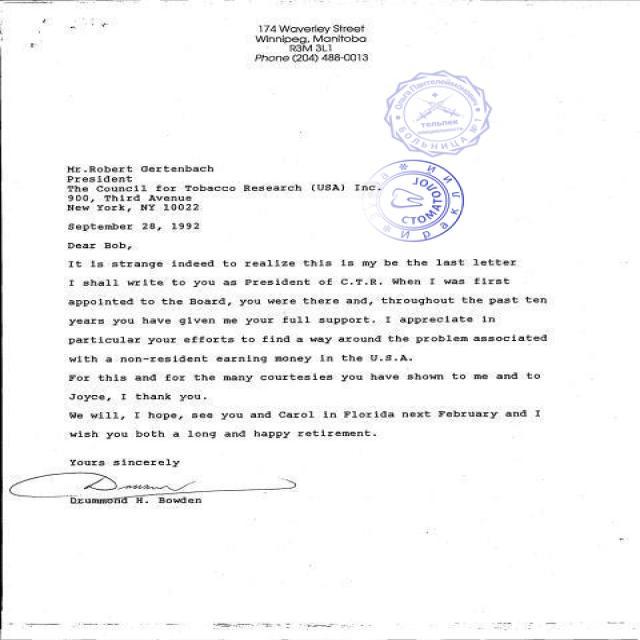 174 Waverley Street
Winnipeg, Manitoba
R3M 3L1
Phone (204) 488-0013
БОЛЬНИЦА №1
СТОМАТОЛОГ
Mr.Robert Gertenbach
President
The Council for Tobacco Research (USA) Inc.
900, Third Avenue
New York, NY 10022
September 28, 1992
Dear Bob,
It is strange indeed to realize this is my be the last letter
I shall write to you as President of C.T.R. When I was first
appointed to the Board, you were there and, throughout the past ten
years you have given me your full support. I appreciate in
particular your efforts to find a way around the problem associated
with a non-resident earning money in the U.S.A.
For this and for the many courtesies you have shown to me and to
Joyce, I thank you.
We will, I hope, see you and Carol in Florida next February and I
wish you both a long and happy retirement.
Yours sincerely
Drummond H. Bowden